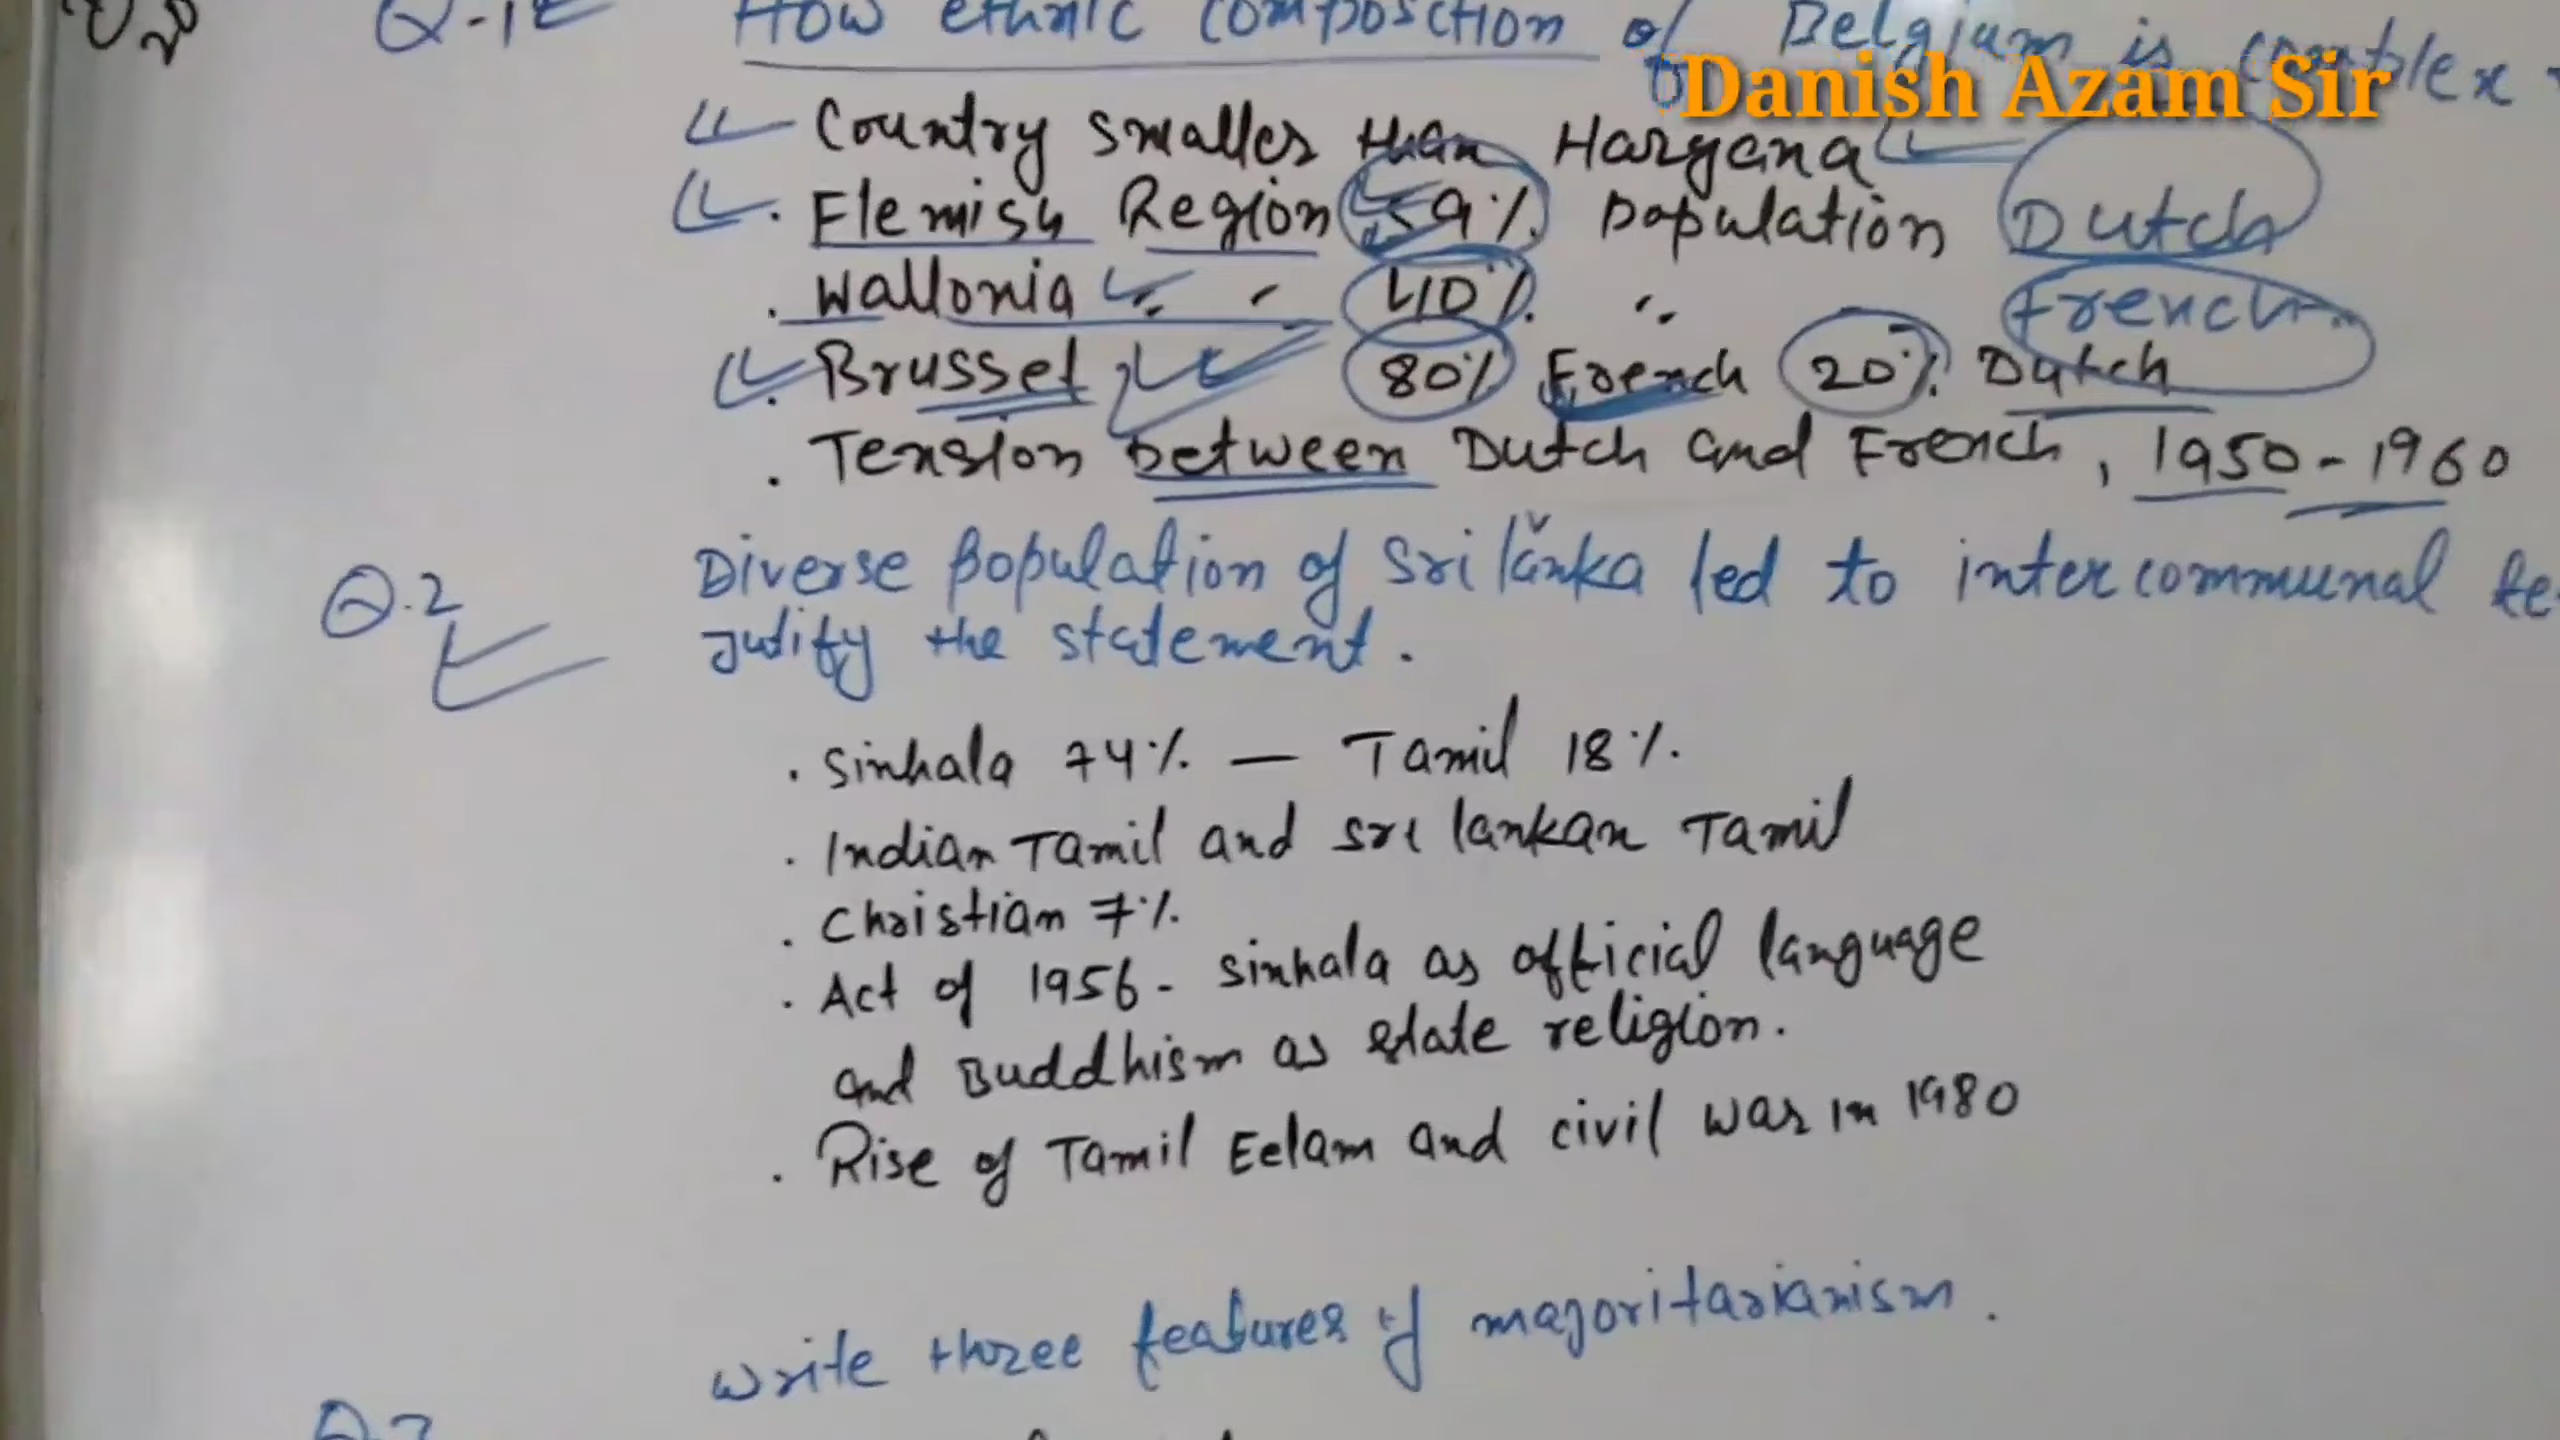 Q-1 How ethnic composition of Belgium is complex
Danish Azam Sir
Country smaller than Haryana
. Flemish Region 59% Population Dutch
. Wallonia " " 40% " French
. Brussel 80% French 20% Dutch
. Tension between Dutch and French, 1950-1960
Q.2 Diverse population of Sri lanka led to intercommunal te
Jutify the statement.
. Sinhala 74% — Tamil 18%.
. Indian Tamil and Sri lankan Tamil
. Christian 7%.
. Act of 1956- Sinhala as official language
and Buddhism as state religion.
. Rise of Tamil Eelam and civil war in 1980
write three features of majoritarianism.